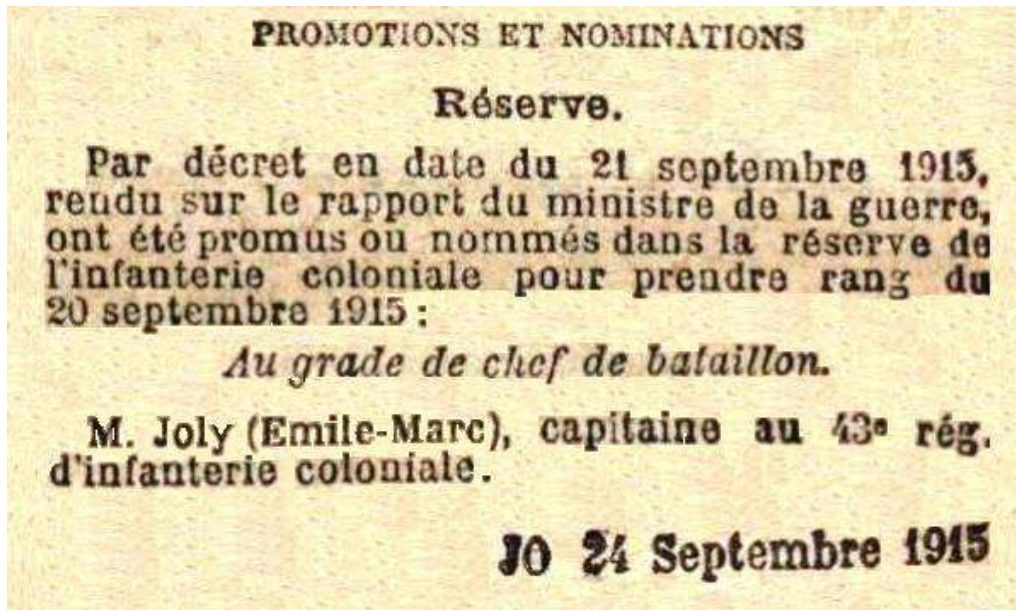 PROMOTIONS ET NOMINATIONS
Réserve.
Par décret en date du 21 septembre 1915,
rendu sur le rapport du ministre de la guerre,
ont été promus ou nommés dans la réserve de
l'infanterie coloniale pour prendre rang du
20 septembre 1915 :
Au grade de chef de bataillon.
M. Joly (Emile-Marc), capitaine au 43e rég.
d'infanterie coloniale.
JO 24 Septembre 1915